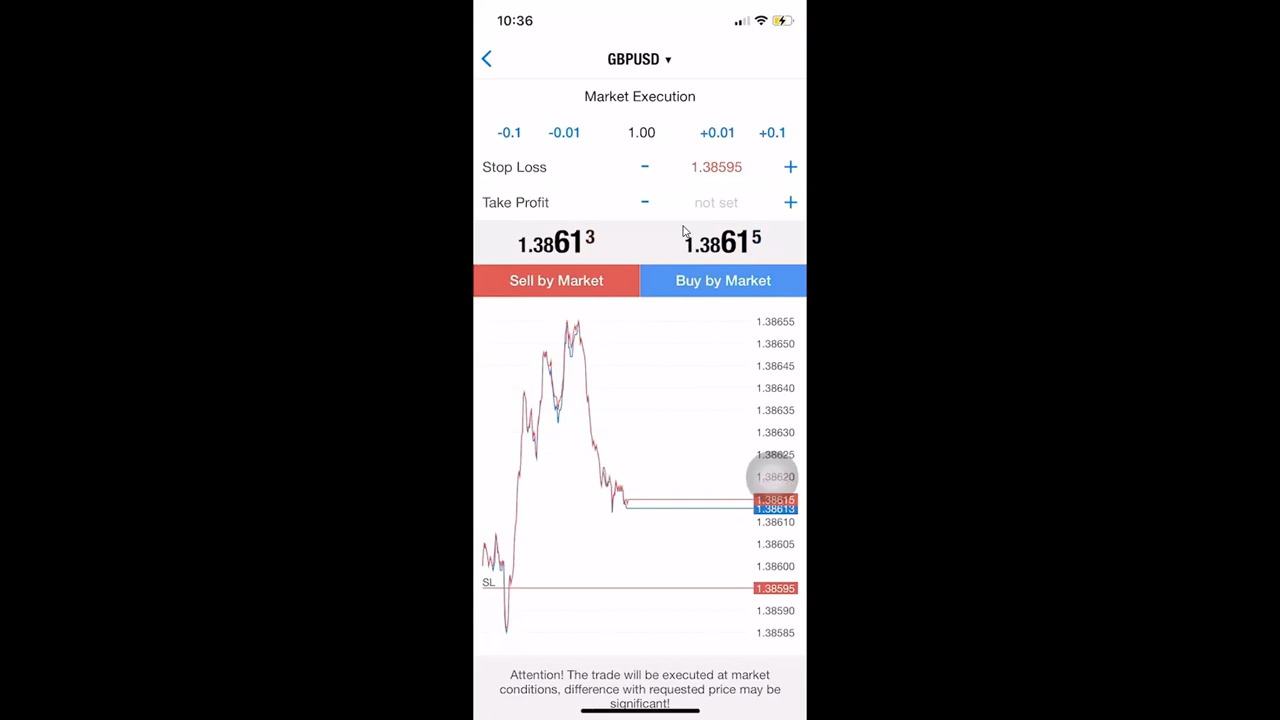 10:36
GBPUSD ▾
Market Execution
-0.1 -0.01 1.00 +0.01 +0.1
Stop Loss - 1.38595 +
Take Profit - not set +
1.38613 1.38615
Sell by Market Buy by Market
1.38655
1.38650
1.38645
1.38640
1.38635
1.38630
1.38625
1.38620
1.38615
1.38613
1.38610
1.38605
1.38600
SL 1.38595
1.38590
1.38585
Attention! The trade will be executed at market
conditions, difference with requested price may be
significant!